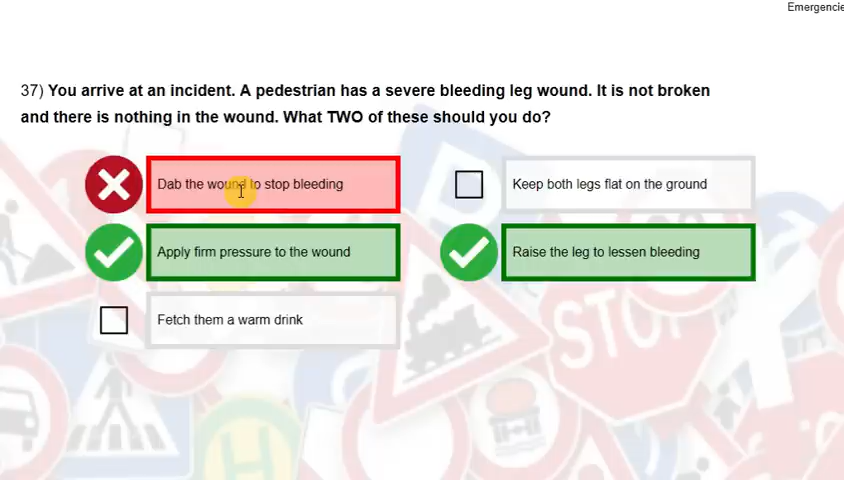 Emergencie
37) You arrive at an incident. A pedestrian has a severe bleeding leg wound. It is not broken
and there is nothing in the wound. What TWO of these should you do?
Dab the wound to stop bleeding
Keep both legs flat on the ground
Apply firm pressure to the wound
Raise the leg to lessen bleeding
Fetch them a warm drink
STOP